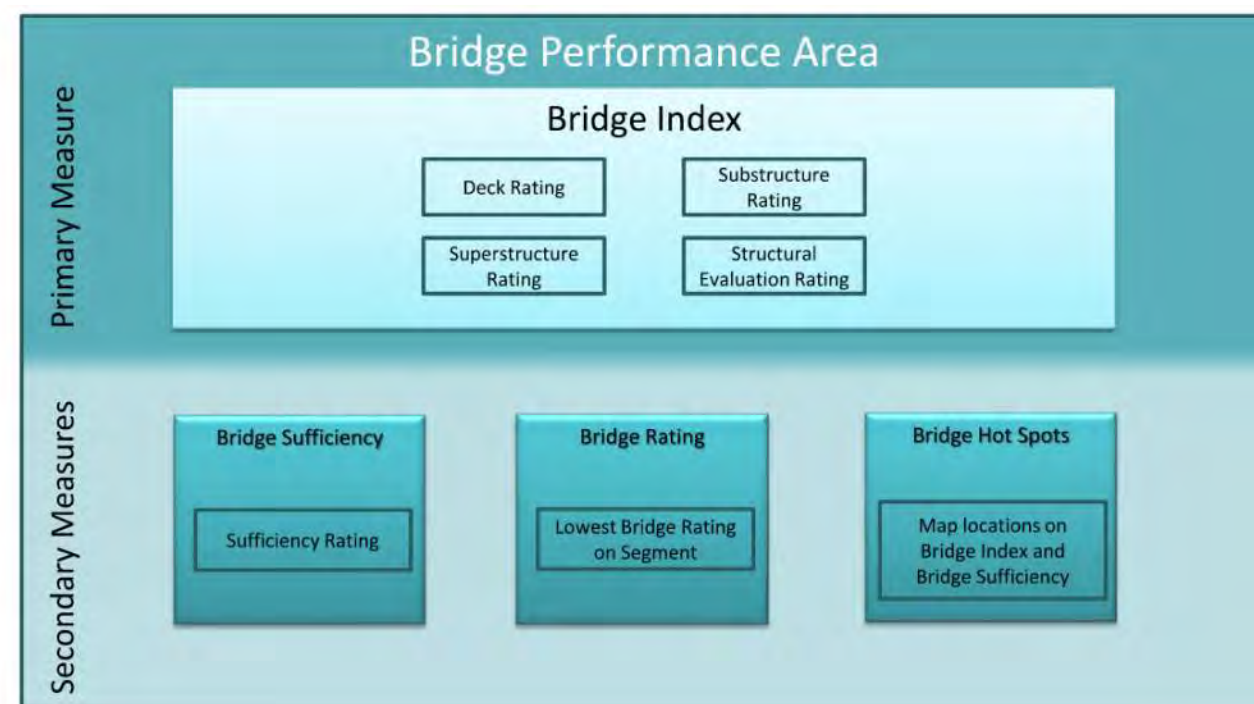 Bridge Performance Area
Primary Measure
Bridge Index
Deck Rating
Substructure
Rating
Superstructure
Rating
Structural
Evaluation Rating
Secondary Measures
Bridge Sufficiency
Sufficiency Rating
Bridge Rating
Lowest Bridge Rating
on Segment
Bridge Hot Spots
Map locations on
Bridge Index and
Bridge Sufficiency